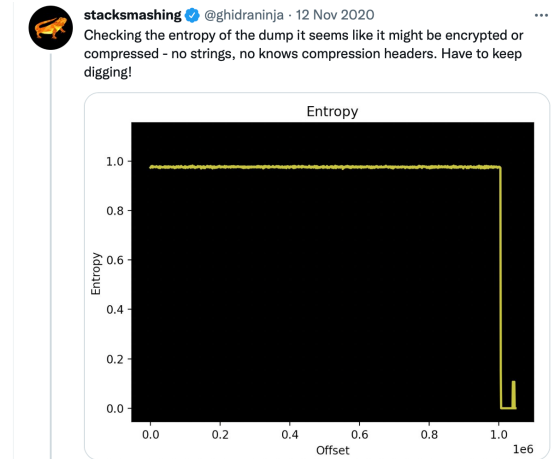 stacksmashing @ghidraninja · 12 Nov 2020
Checking the entropy of the dump it seems like it might be encrypted or
compressed - no strings, no knows compression headers. Have to keep
digging!
Entropy
1.0
0.8
0.6
0.4
0.2
0.0
Entropy
0.0 0.2 0.4 0.6 0.8 1.0
1e6
Offset